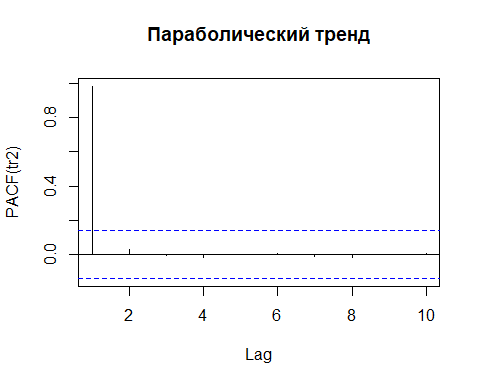 Параболический тренд
PACF(tr2)
0.8
0.4
0.0
2 4 6 8 10
Lag